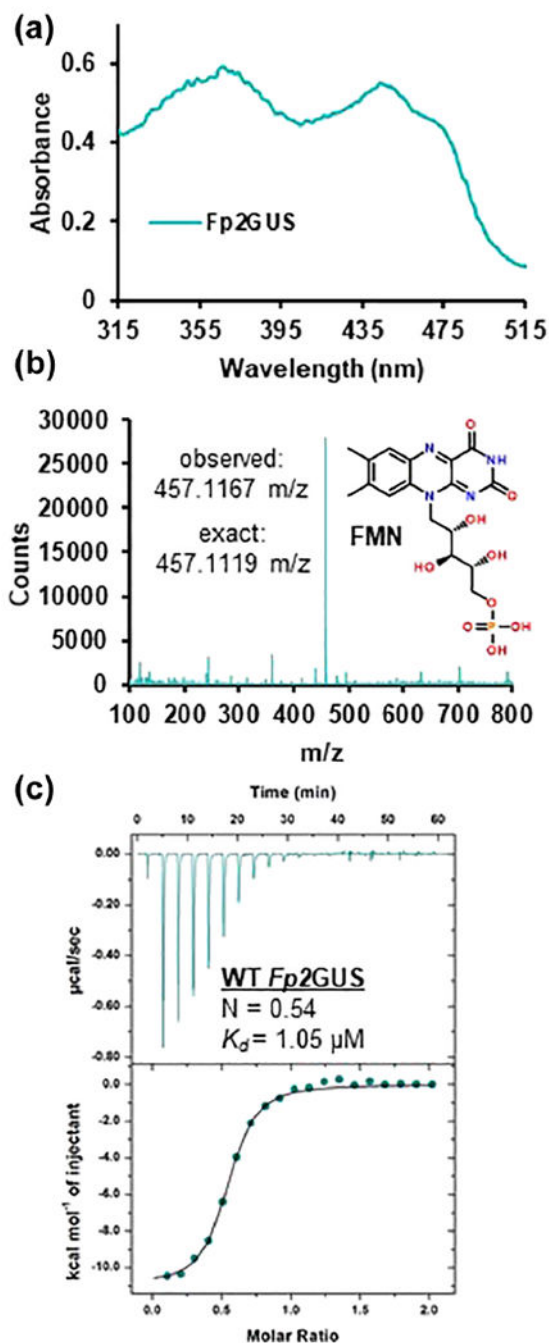 (a)
0.6
0.4
0.2
0
Absorbance
Fp2GUS
315 355 395 435 475 515
Wavelength (nm)
(b)
30000
25000
20000
15000
10000
5000
0
Counts
observed:
457.1167 m/z
exact:
457.1119 m/z
FMN
O
N
NH
N
N
O
OH
HO
OH
O
O=P-OH
OH
100 200 300 400 500 600 700 800
m/z
(c)
Time (min)
0 10 20 30 40 50 60
0.00
-0.20
-0.40
-0.60
-0.80
µcal/sec
WT Fp2GUS
N = 0.54
Kd = 1.05 µM
0.0
-2.0
-4.0
-6.0
-8.0
-10.0
kcal mol-1 of injectant
0.0 0.5 1.0 1.5 2.0
Molar Ratio